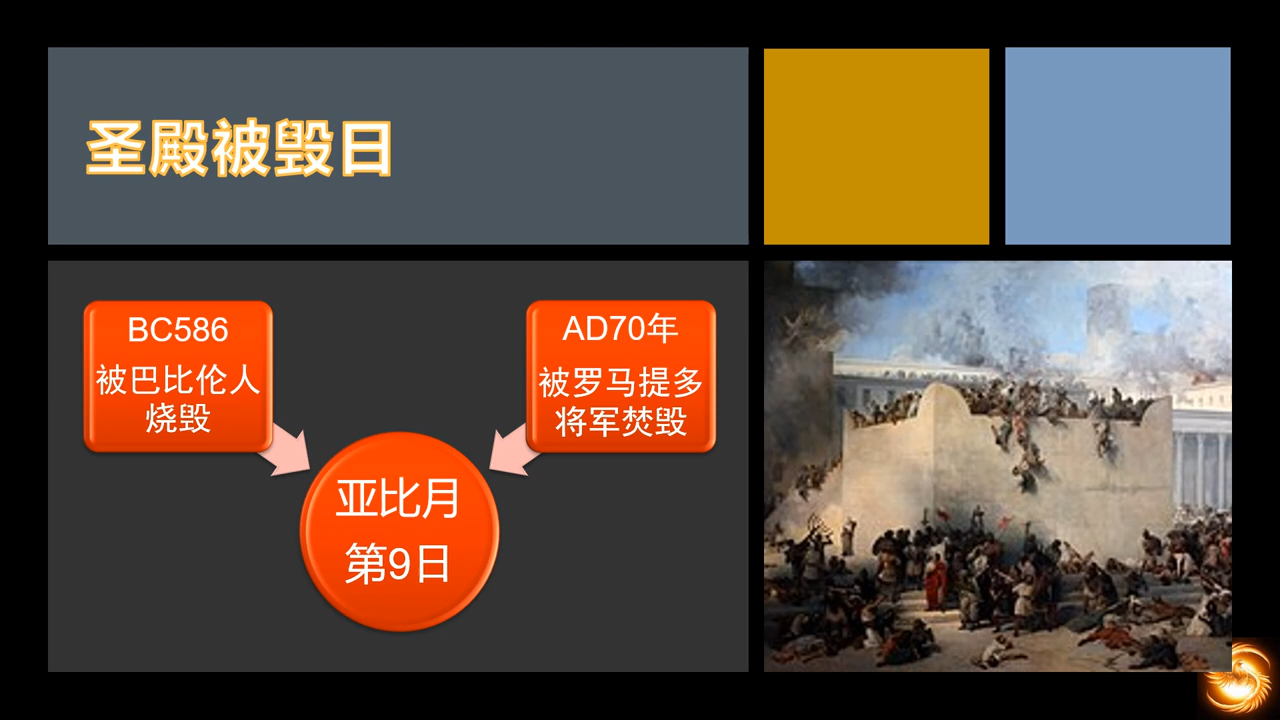 圣殿被毁日
BC586
被巴比伦人
烧毁
AD70年
被罗马提多
将军焚毁
亚比月
第9日